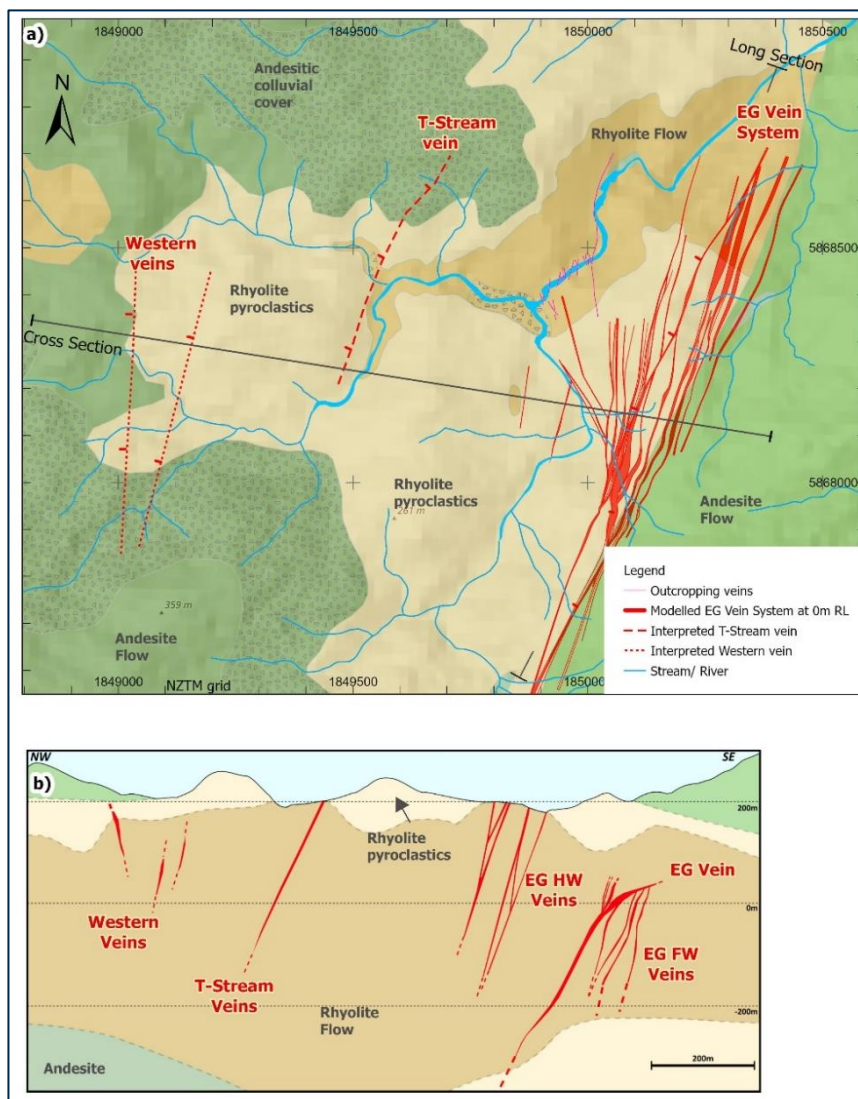 a)
1849000
1849500
1850000
1850500
N
Andesitic
colluvial
cover
Long Section
T-Stream
vein
Rhyolite Flow
EG Vein
System
5868500
Western
veins
Rhyolite
pyroclastics
Cross Section
Rhyolite
pyroclastics
261 m
5868000
Andesite
Flow
359 m
Andesite
Flow
Legend
Outcropping veins
Modelled EG Vein System at 0m RL
Interpreted T-Stream vein
Interpreted Western vein
Stream/ River
1849000
NZTM grid
1849500
185000
NW
SE
b)
200m
Rhyolite
pyroclastics
EG HW
Veins
EG Vein
0m
Western
Veins
EG FW
Veins
T-Stream
Veins
Rhyolite
Flow
-200m
Andesite
200m